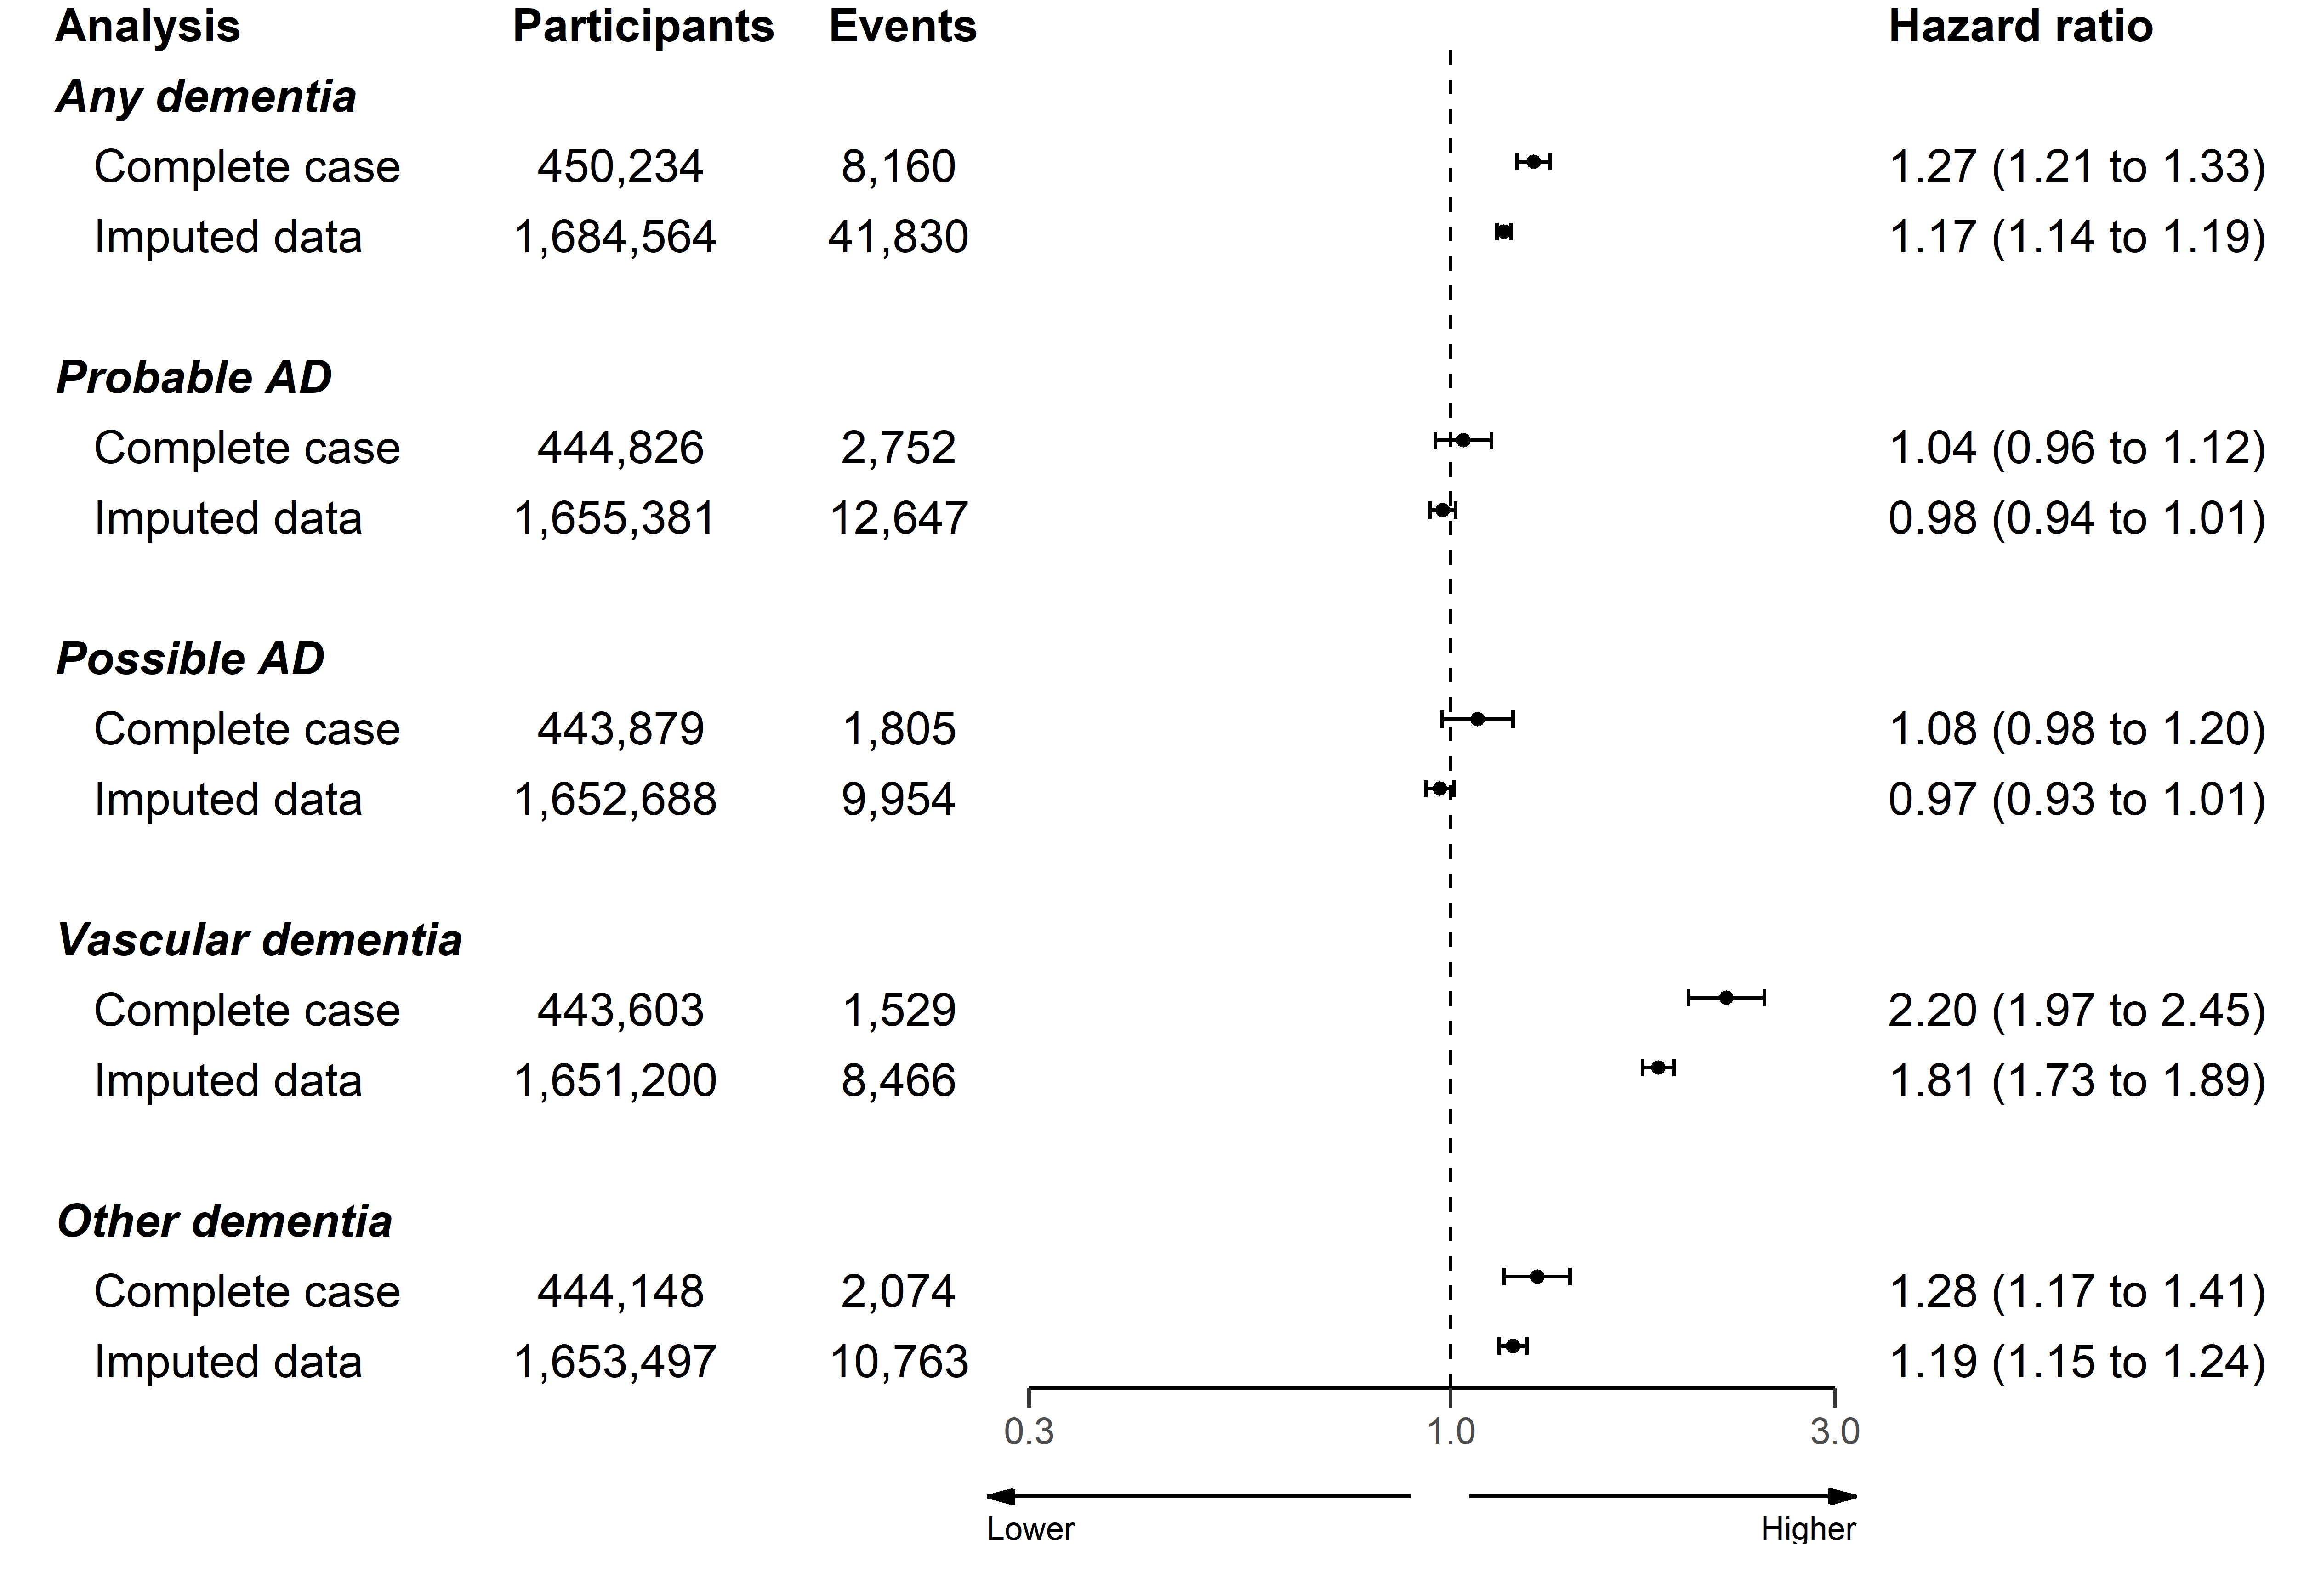 Analysis Participants Events Hazard ratio
Any dementia
Complete case 450,234 8,160 1.27 (1.21 to 1.33)
Imputed data 1,684,564 41,830 1.17 (1.14 to 1.19)
Probable AD
Complete case 444,826 2,752 1.04 (0.96 to 1.12)
Imputed data 1,655,381 12,647 0.98 (0.94 to 1.01)
Possible AD
Complete case 443,879 1,805 1.08 (0.98 to 1.20)
Imputed data 1,652,688 9,954 0.97 (0.93 to 1.01)
Vascular dementia
Complete case 443,603 1,529 2.20 (1.97 to 2.45)
Imputed data 1,651,200 8,466 1.81 (1.73 to 1.89)
Other dementia
Complete case 444,148 2,074 1.28 (1.17 to 1.41)
Imputed data 1,653,497 10,763 1.19 (1.15 to 1.24)
0.3 1.0 3.0
Lower Higher